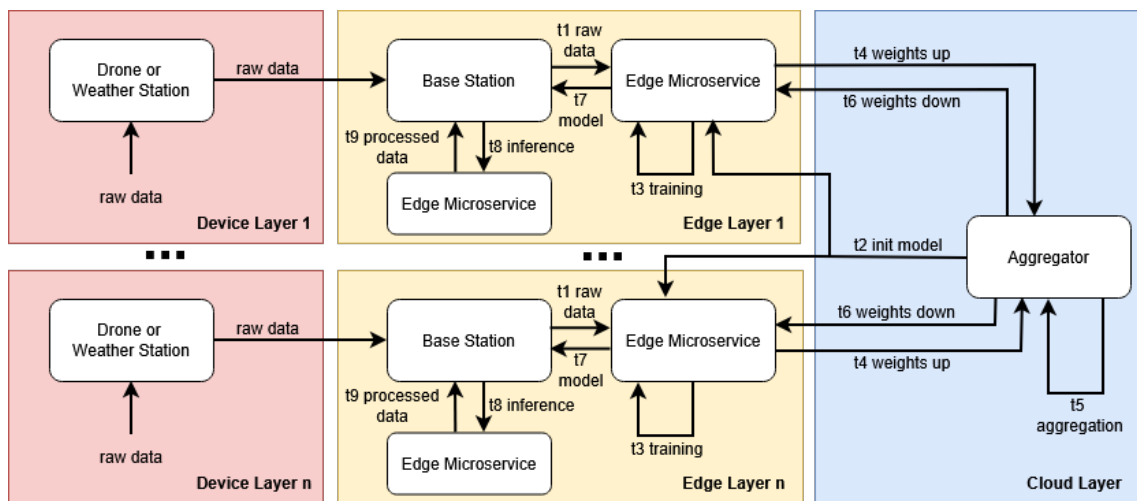 Drone or
Weather Station
raw data
raw data
Device Layer 1
Base Station
t1 raw
data
t7
model
Edge Microservice
t9 processed
data
t8 inference
Edge Microservice
t3 training
Edge Layer 1
t4 weights up
t6 weights down
t2 init model
Aggregator
Drone or
Weather Station
raw data
raw data
Device Layer n
Base Station
t1 raw
data
t7
model
Edge Microservice
t9 processed
data
t8 inference
Edge Microservice
t3 training
Edge Layer n
t6 weights down
t4 weights up
t5
aggregation
Cloud Layer